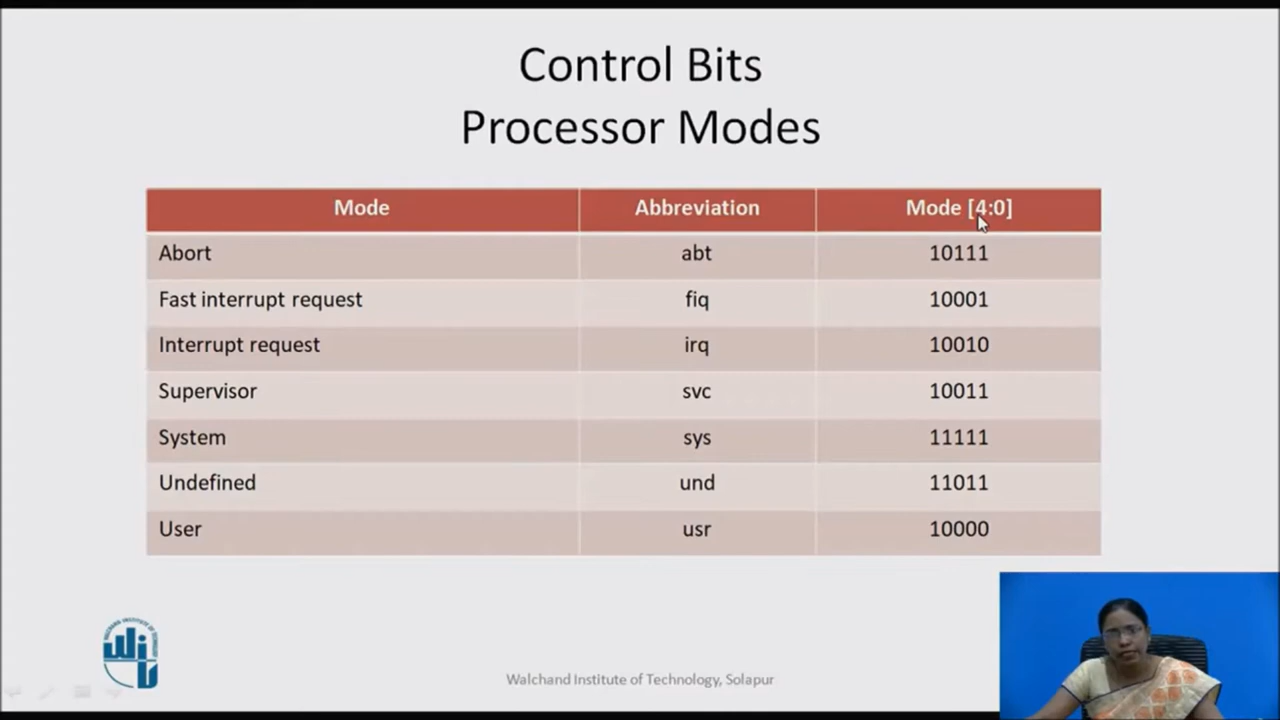 Control Bits
Processor Modes
Mode Abbreviation Mode [4:0]
Abort abt 10111
Fast interrupt request fiq 10001
Interrupt request irq 10010
Supervisor svc 10011
System sys 11111
Undefined und 11011
User usr 10000
Walchand Institute of Technology, Solapur